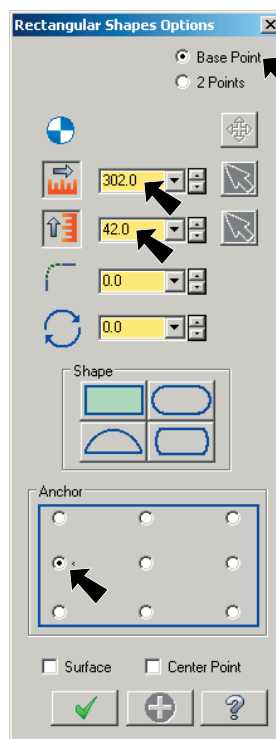 Rectangular Shapes Options
Base Point
2 Points
302.0
42.0
0.0
0.0
Shape
Anchor
Surface Center Point